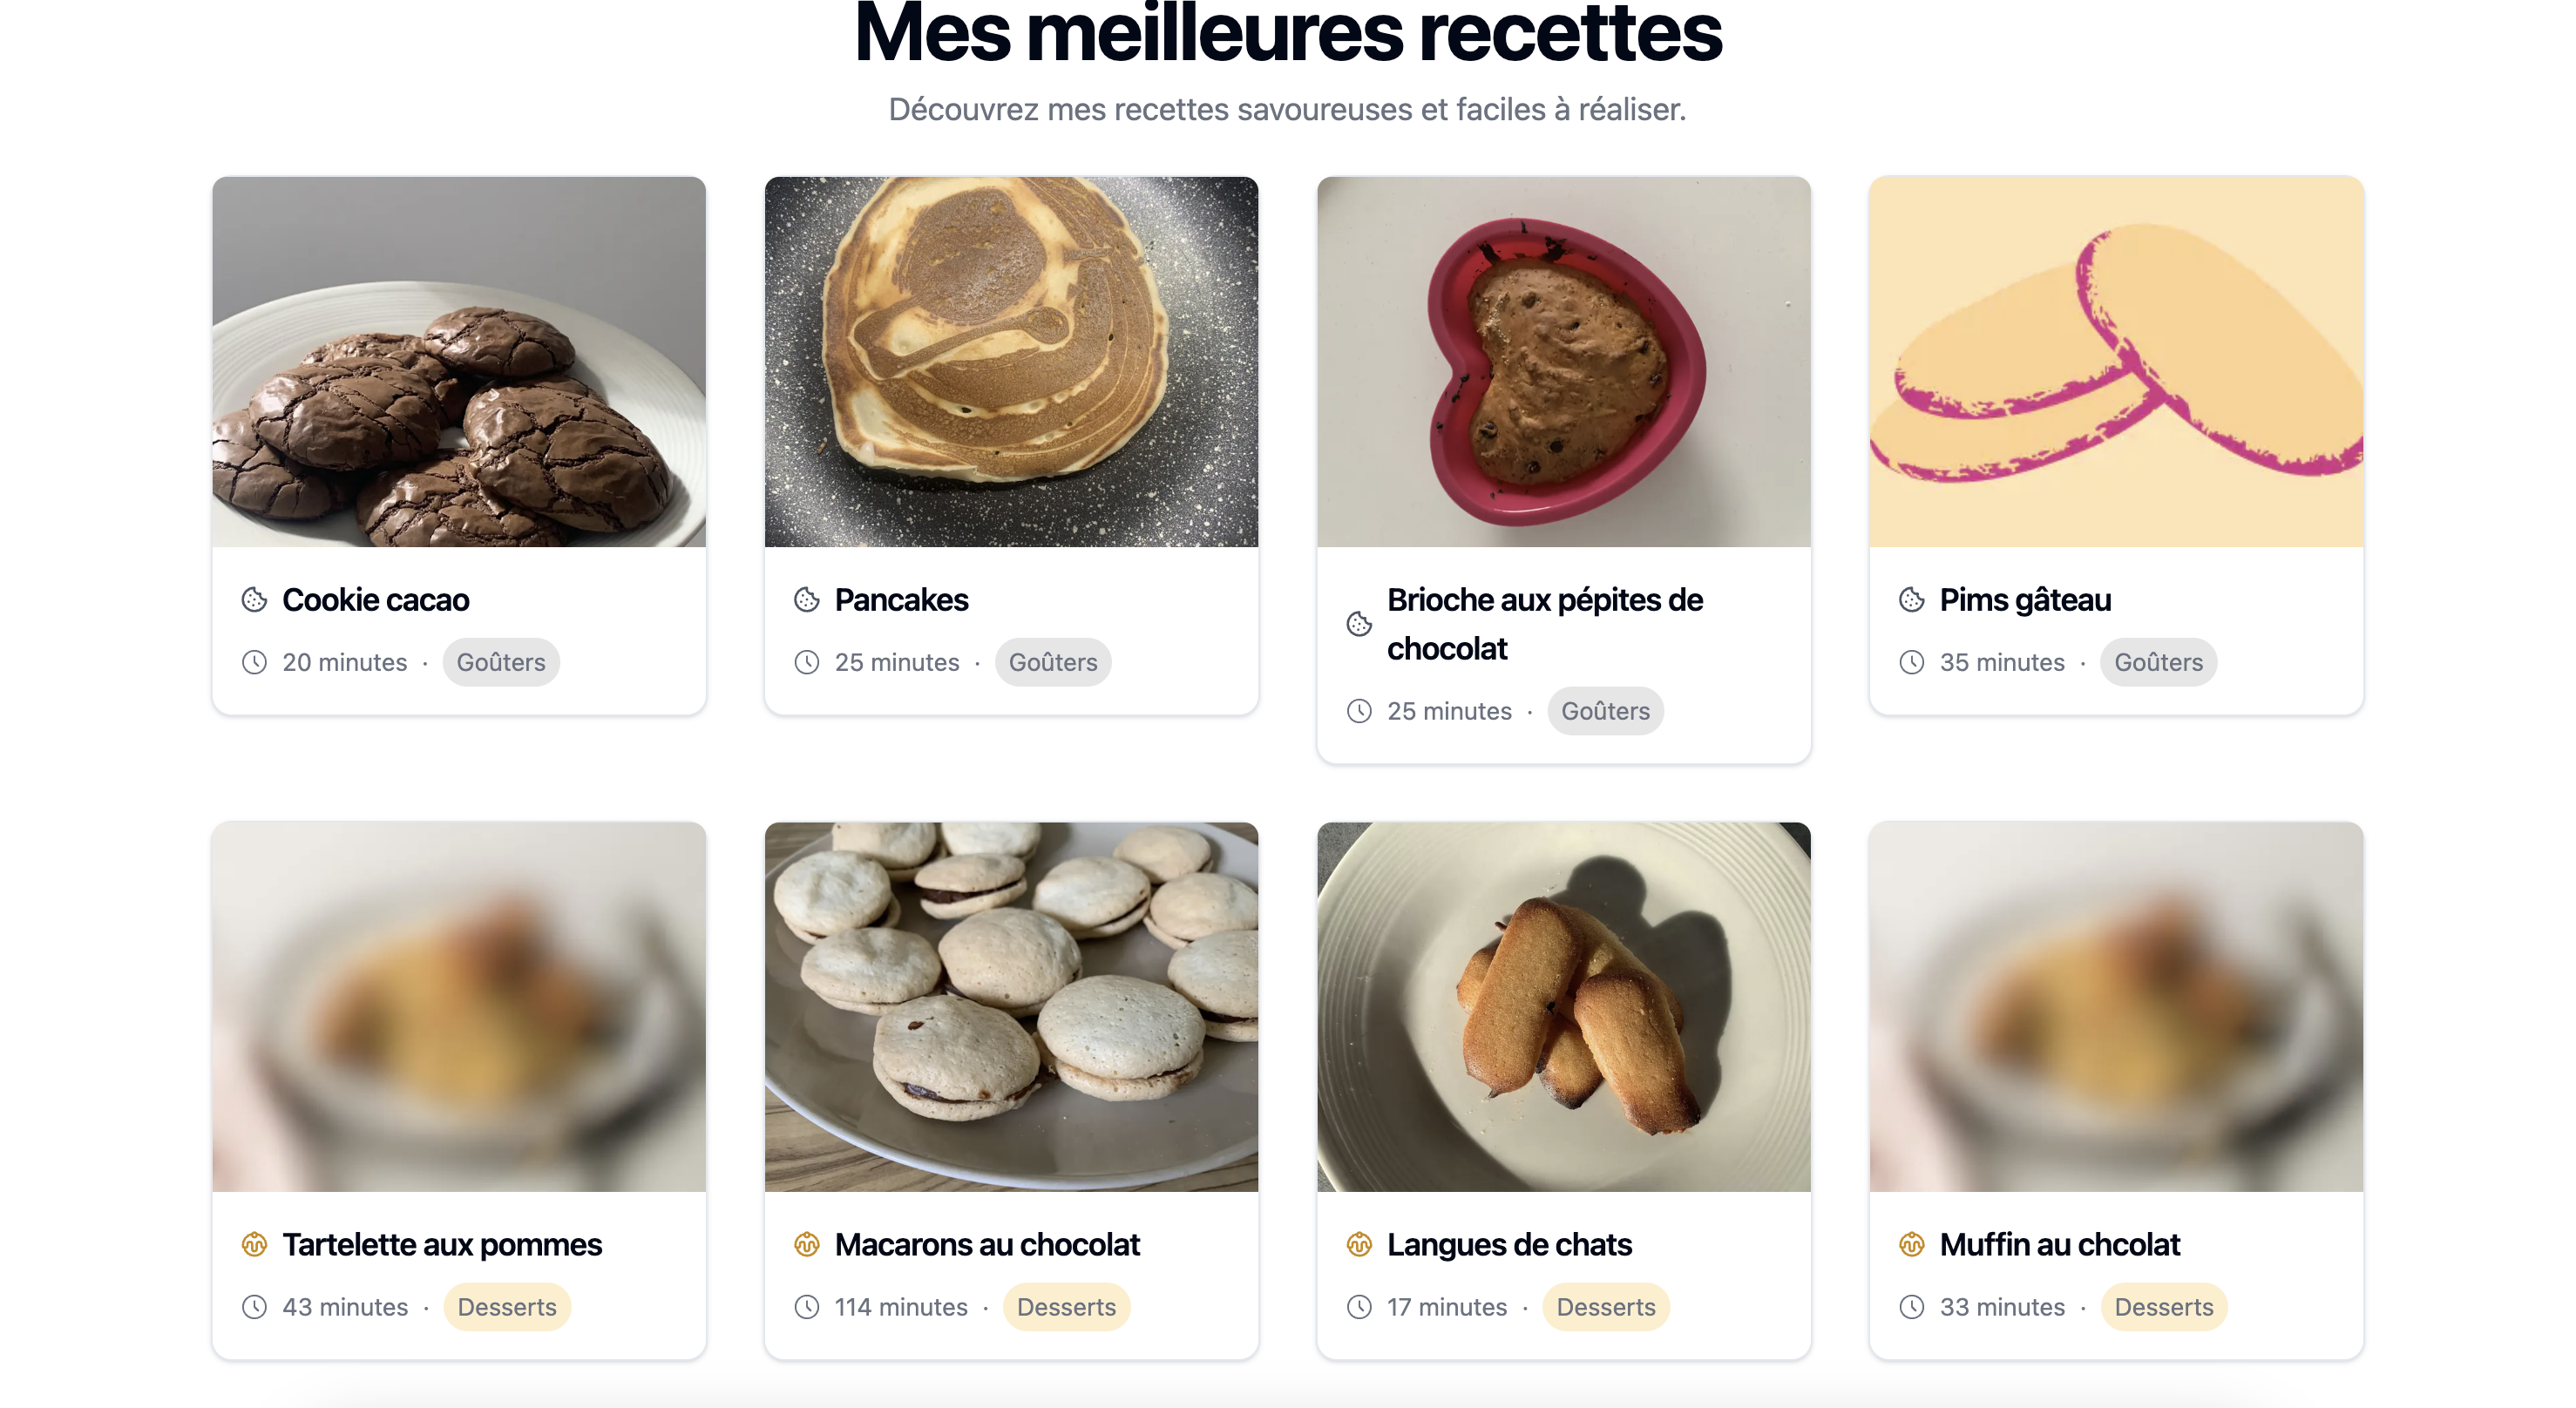 Mes meilleures recettes
Découvrez mes recettes savoureuses et faciles à réaliser.
Cookie cacao
20 minutes · Goûters
Pancakes
25 minutes · Goûters
Brioche aux pépites de
chocolat
25 minutes · Goûters
Pims gâteau
35 minutes · Goûters
Tartelette aux pommes
43 minutes · Desserts
Macarons au chocolat
114 minutes · Desserts
Langues de chats
17 minutes · Desserts
Muffin au chcolat
33 minutes · Desserts